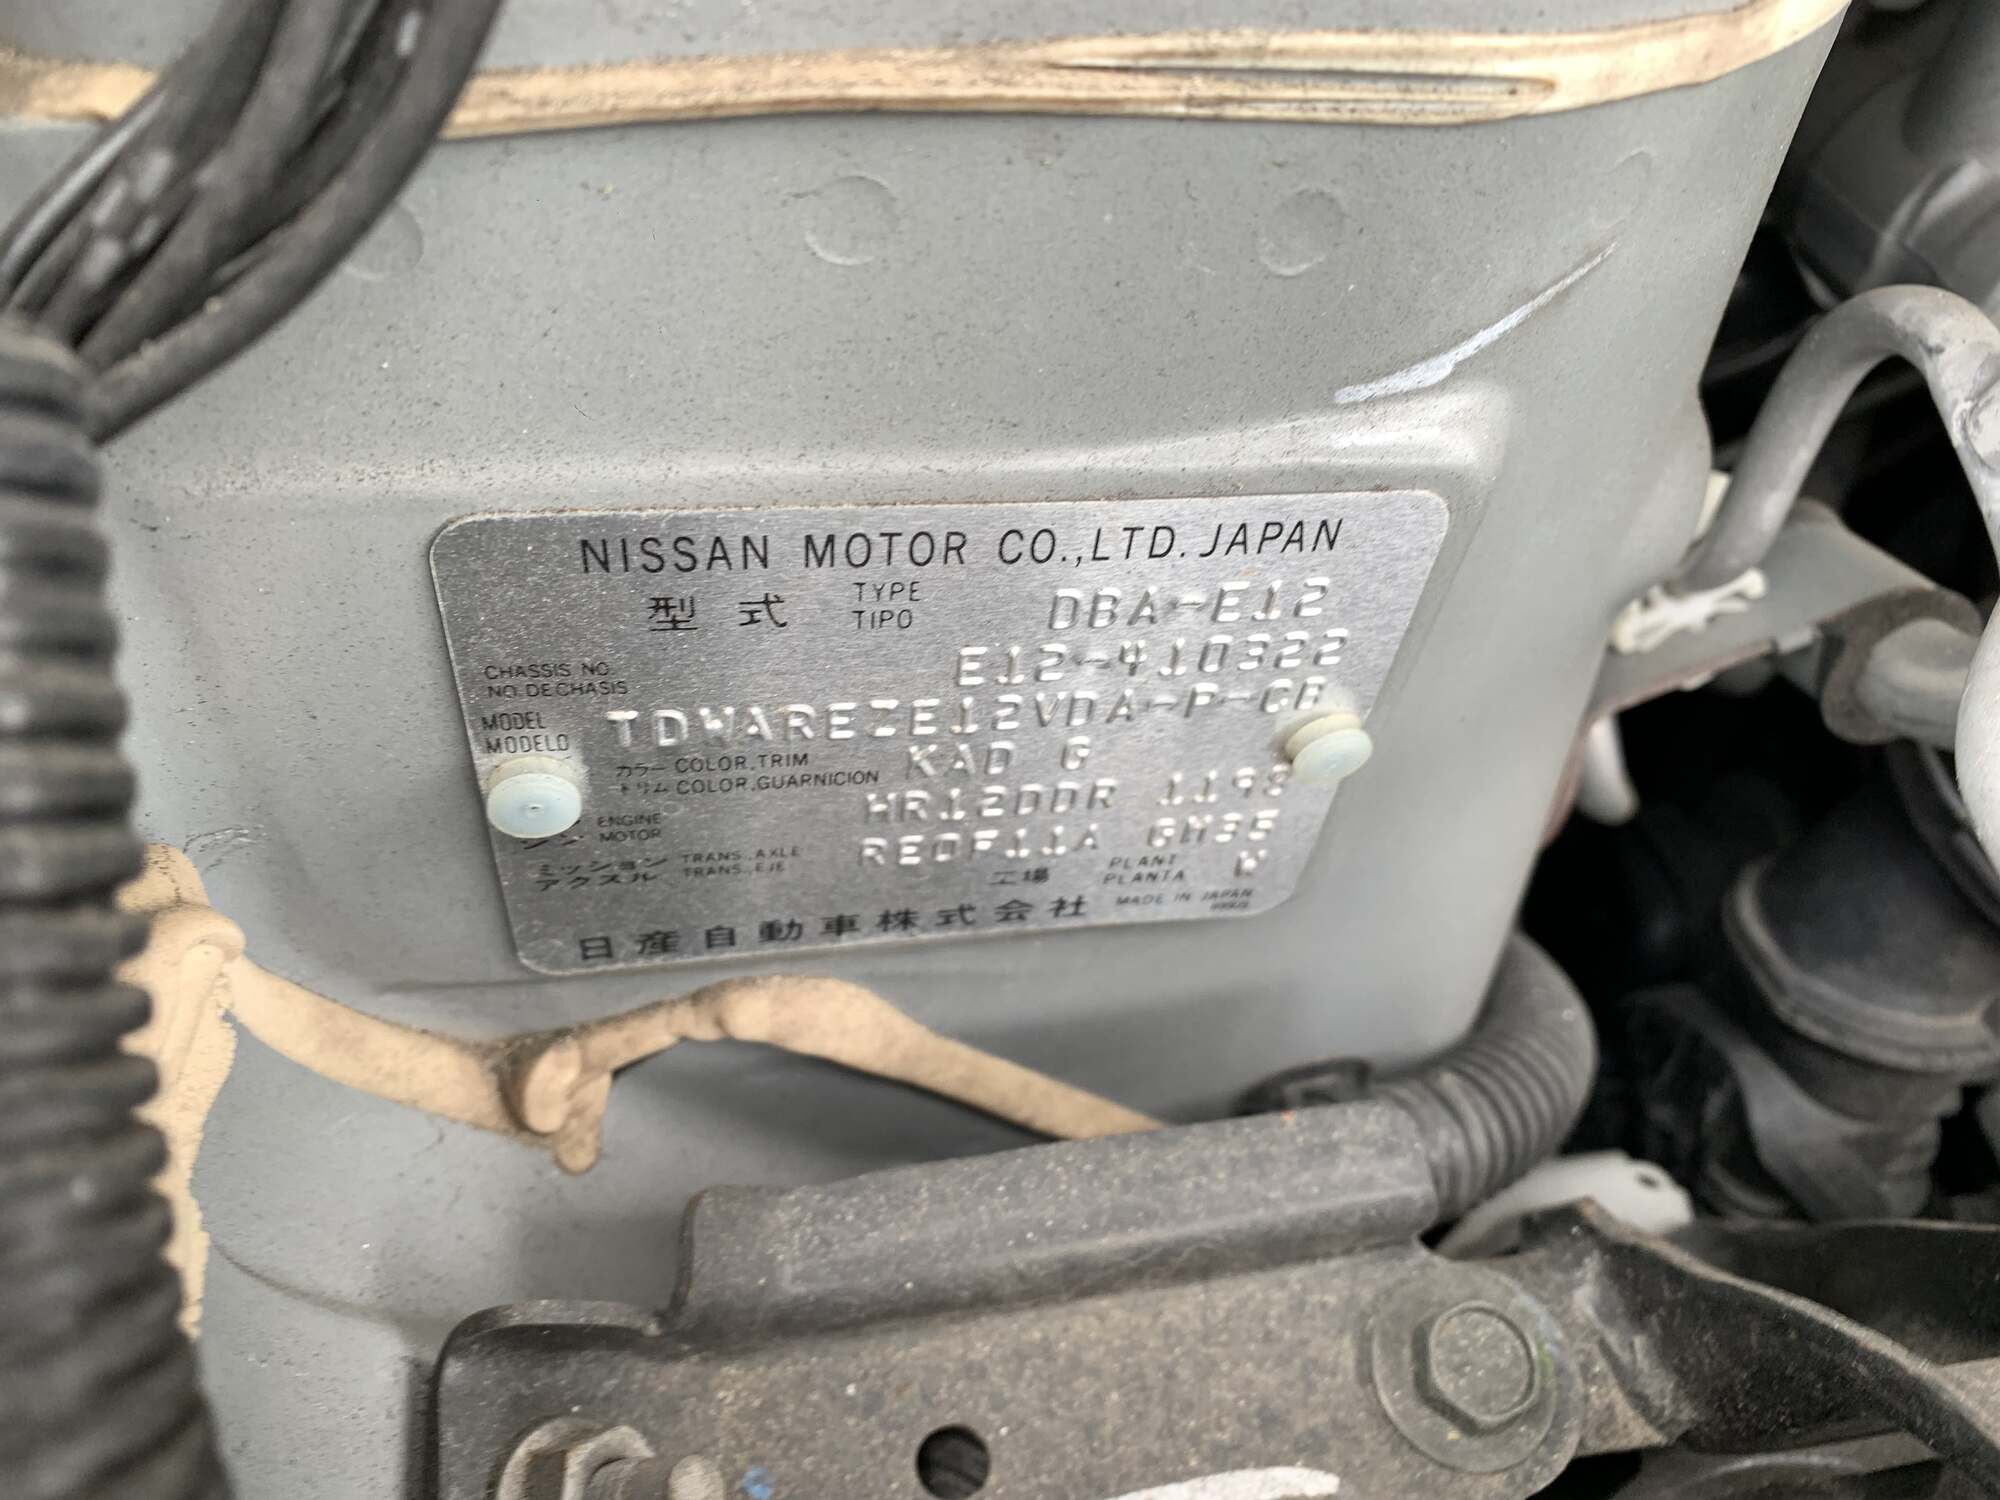 NISSAN MOTOR CO.,LTD. JAPAN
型式 TYPE TIPO DBA-E12
CHASSIS NO. NO. DE CHASIS E12-410322
MODEL MODELO TDWAREZE12VDA-P-
カラー COLOR,TRIM トリム COLOR,GUARNICION KAD G
ENGINE MOTOR HR12DDR 1198
ミッション TRANS.,AXLE アクスル TRANS.,EJE RE0F11A GM35
工場 PLANT PLANTA
日産自動車株式会社 MADE IN JAPAN